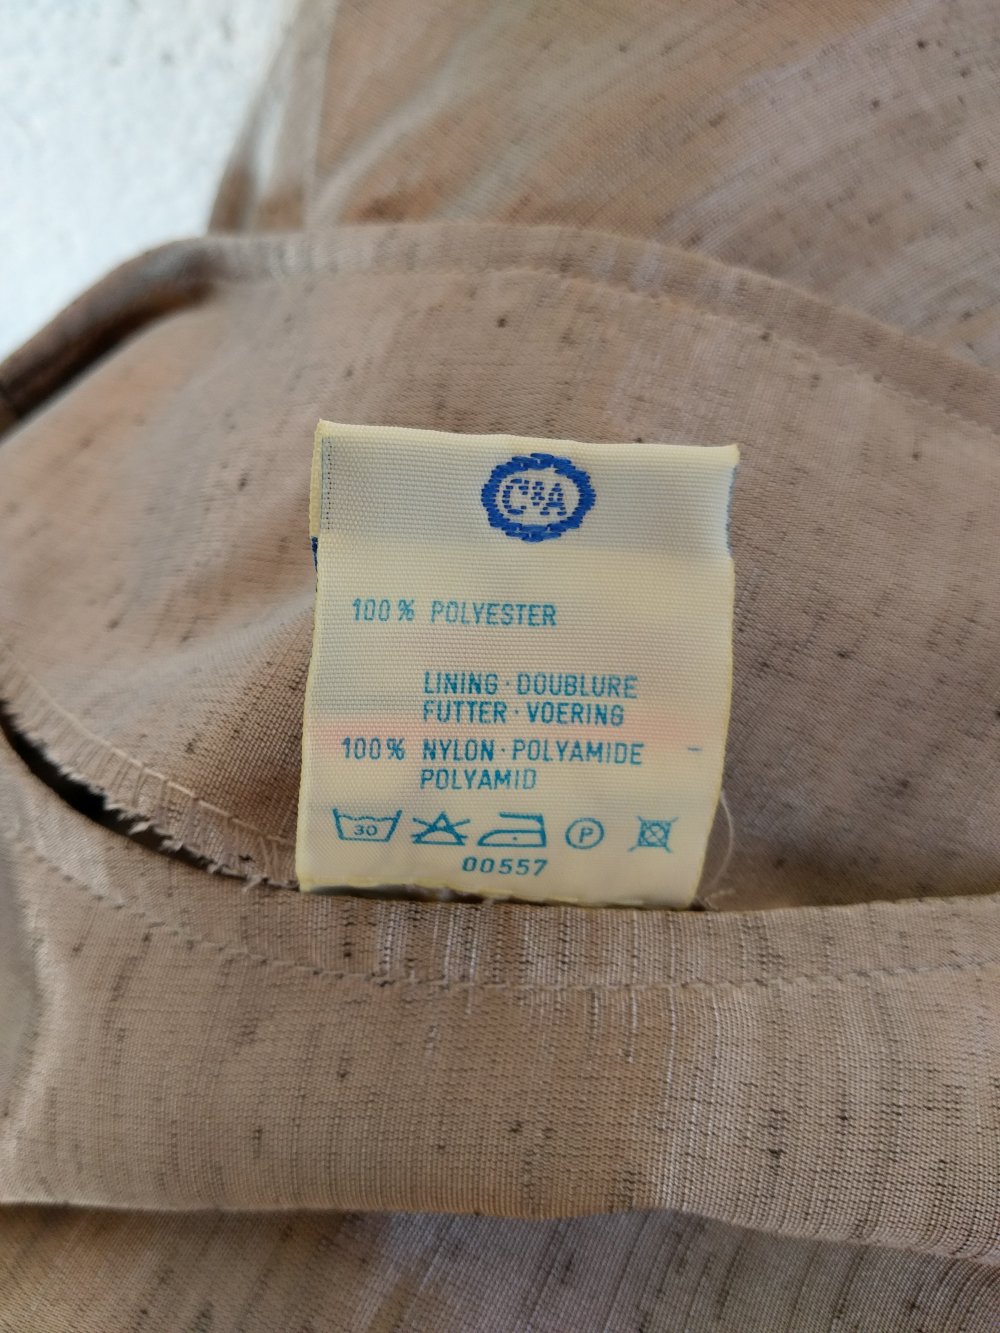 C&A
100% POLYESTER
LINING · DOUBLURE
FUTTER · VOERING
100% NYLON · POLYAMIDE -
POLYAMID
30 P
00557